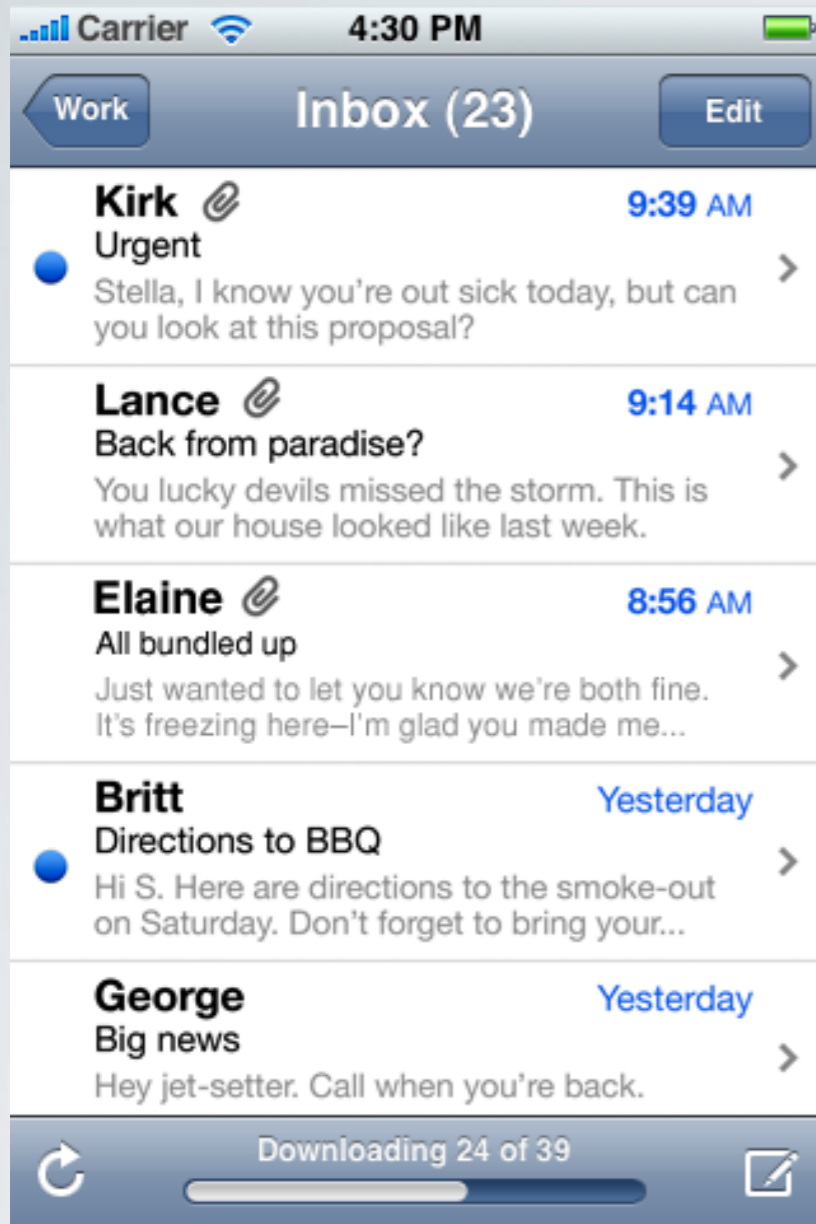 Carrier 4:30 PM
Work Inbox (23) Edit
Kirk 9:39 AM
Urgent
Stella, I know you’re out sick today, but can
you look at this proposal?
Lance 9:14 AM
Back from paradise?
You lucky devils missed the storm. This is
what our house looked like last week.
Elaine 8:56 AM
All bundled up
Just wanted to let you know we’re both fine.
It’s freezing here–I’m glad you made me...
Britt Yesterday
Directions to BBQ
Hi S. Here are directions to the smoke-out
on Saturday. Don’t forget to bring your...
George Yesterday
Big news
Hey jet-setter. Call when you’re back.
Downloading 24 of 39